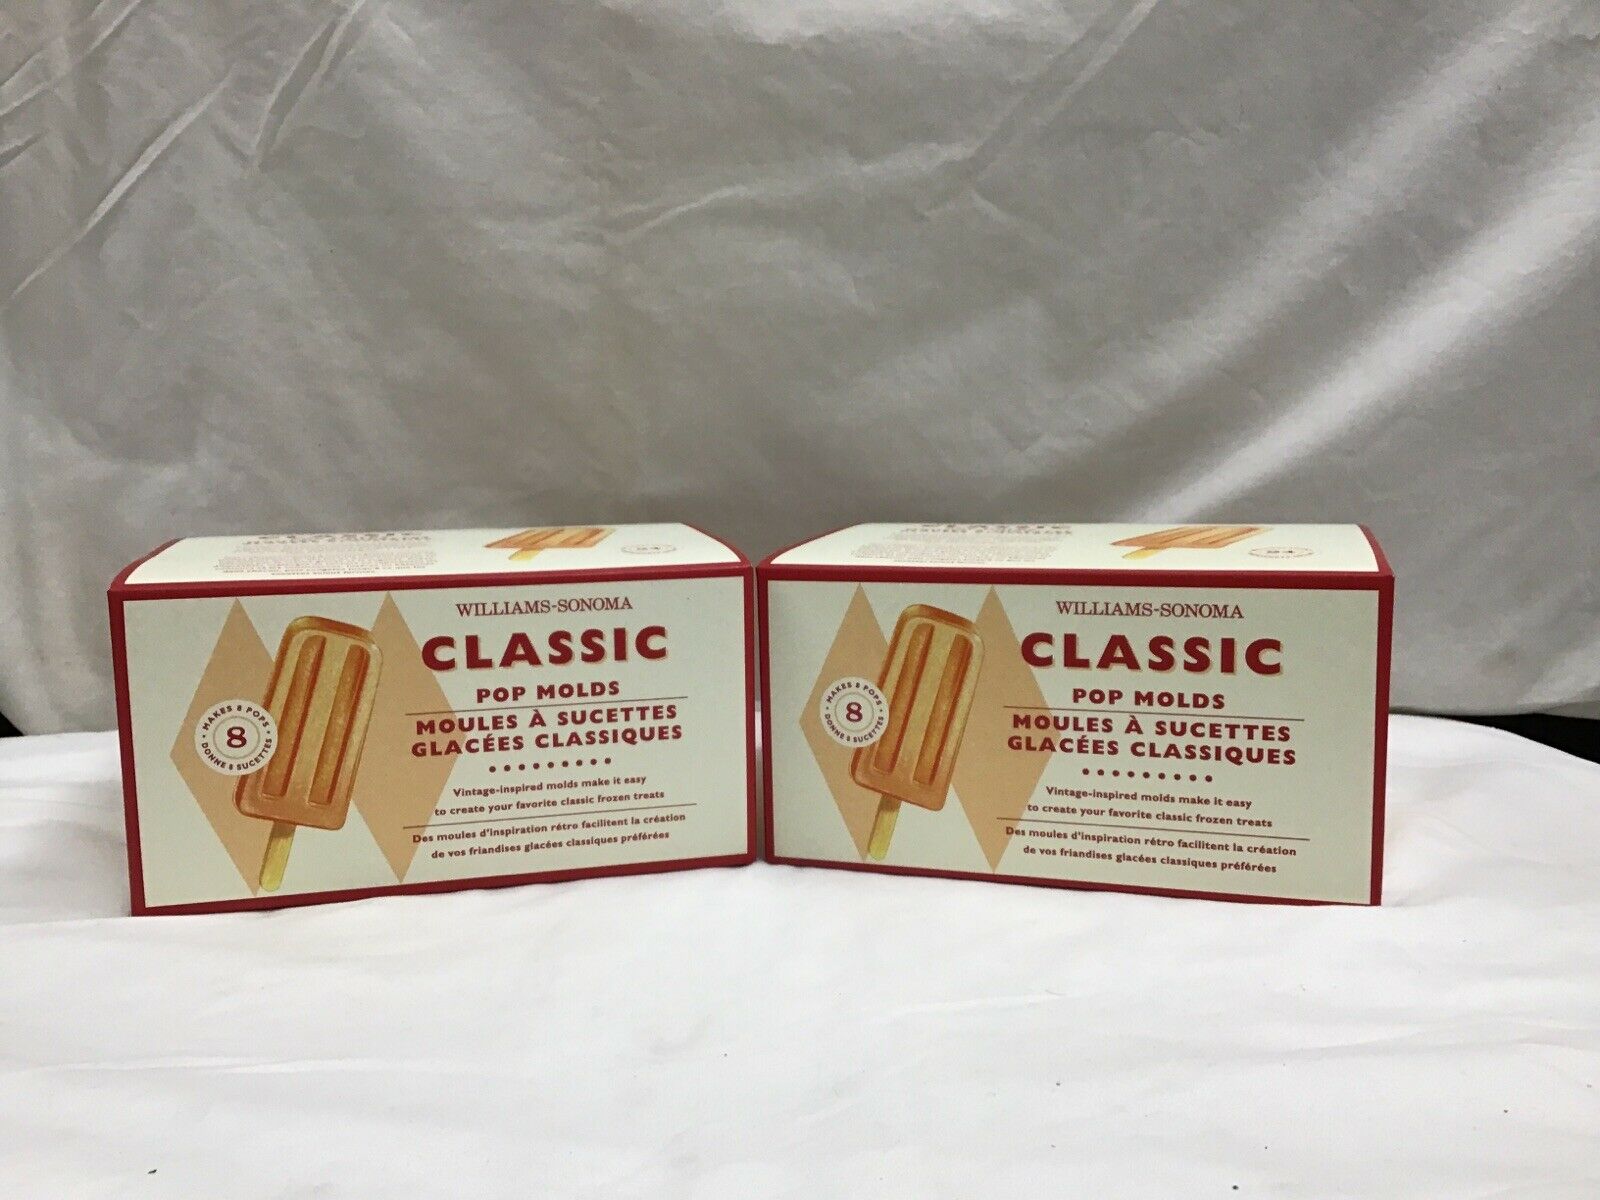 CLASSIC
24
WILLIAMS-SONOMA
CLASSIC
POP MOLDS
MOULES À SUCETTES
GLACÉES CLASSIQUES
Vintage-inspired molds make it easy
to create your favorite classic frozen treats
Des moules d'inspiration rétro facilitent la création
de vos friandises glacées classiques préférées
• MAKES 8 POPS •
8
DONNE 8 SUCETTES
CLASSIC
24
WILLIAMS-SONOMA
CLASSIC
POP MOLDS
MOULES À SUCETTES
GLACÉES CLASSIQUES
Vintage-inspired molds make it easy
to create your favorite classic frozen treats
Des moules d'inspiration rétro facilitent la création
de vos friandises glacées classiques préférées
• MAKES 8 POPS •
8
DONNE 8 SUCETTES